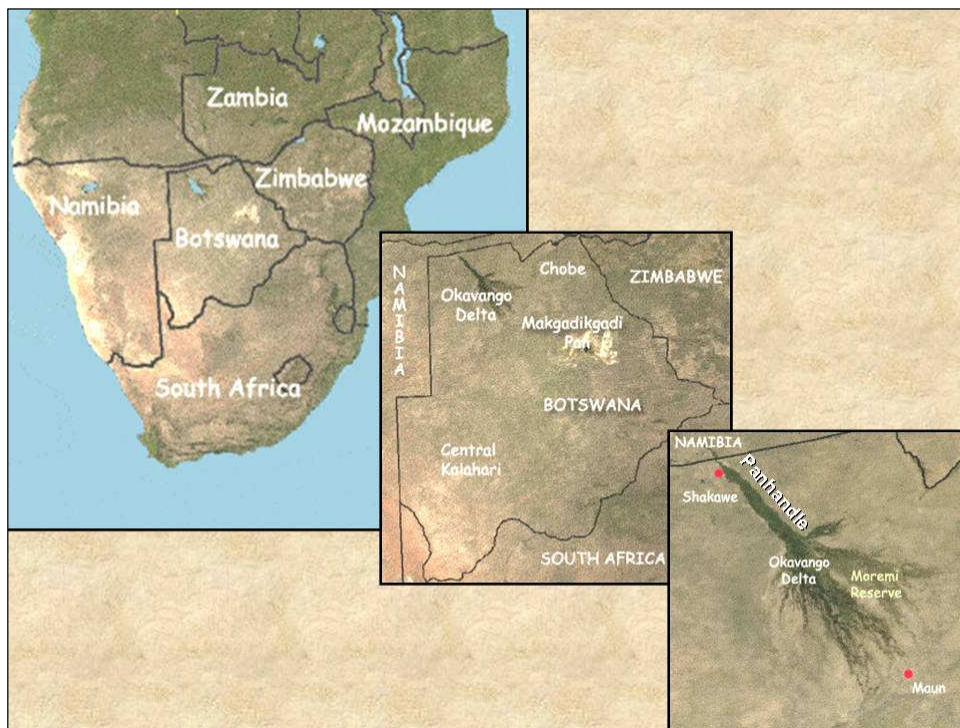 Zambia
Mozambique
Zimbabwe
Namibia
Botswana
South Africa
NAMIBIA
Chobe
ZIMBABWE
Okavango
Delta
Makgadikgadi
Pan
BOTSWANA
Central
Kalahari
SOUTH AFRICA
NAMIBIA
Panhandle
Shakawe
Okavango
Delta
Moremi
Reserve
Maun